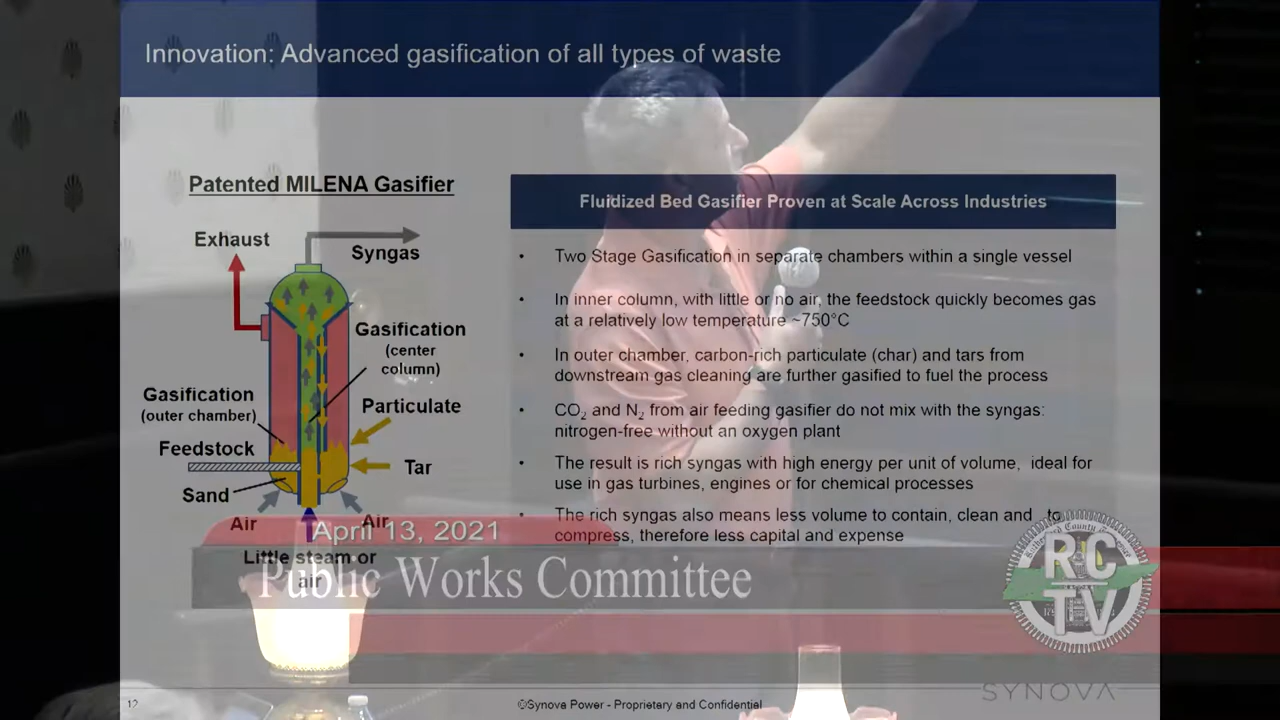 Innovation: Advanced gasification of all types of waste
Patented MILENA Gasifier
Exhaust
Syngas
Gasification
(center
column)
Gasification
(outer chamber)
Particulate
Feedstock
Tar
Sand
Air
Air
Little steam or
air
Fluidized Bed Gasifier Proven at Scale Across Industries
• Two Stage Gasification in separate chambers within a single vessel
• In inner column, with little or no air, the feedstock quickly becomes gas
at a relatively low temperature ~750°C
• In outer chamber, carbon-rich particulate (char) and tars from
downstream gas cleaning are further gasified to fuel the process
• CO₂ and N₂ from air feeding gasifier do not mix with the syngas:
nitrogen-free without an oxygen plant
• The result is rich syngas with high energy per unit of volume, ideal for
use in gas turbines, engines or for chemical processes
• The rich syngas also means less volume to contain, clean and to
compress, therefore less capital and expense
April 13, 2021
Public Works Committee
RC
TV
SYNOVA
12
©Synova Power - Proprietary and Confidential